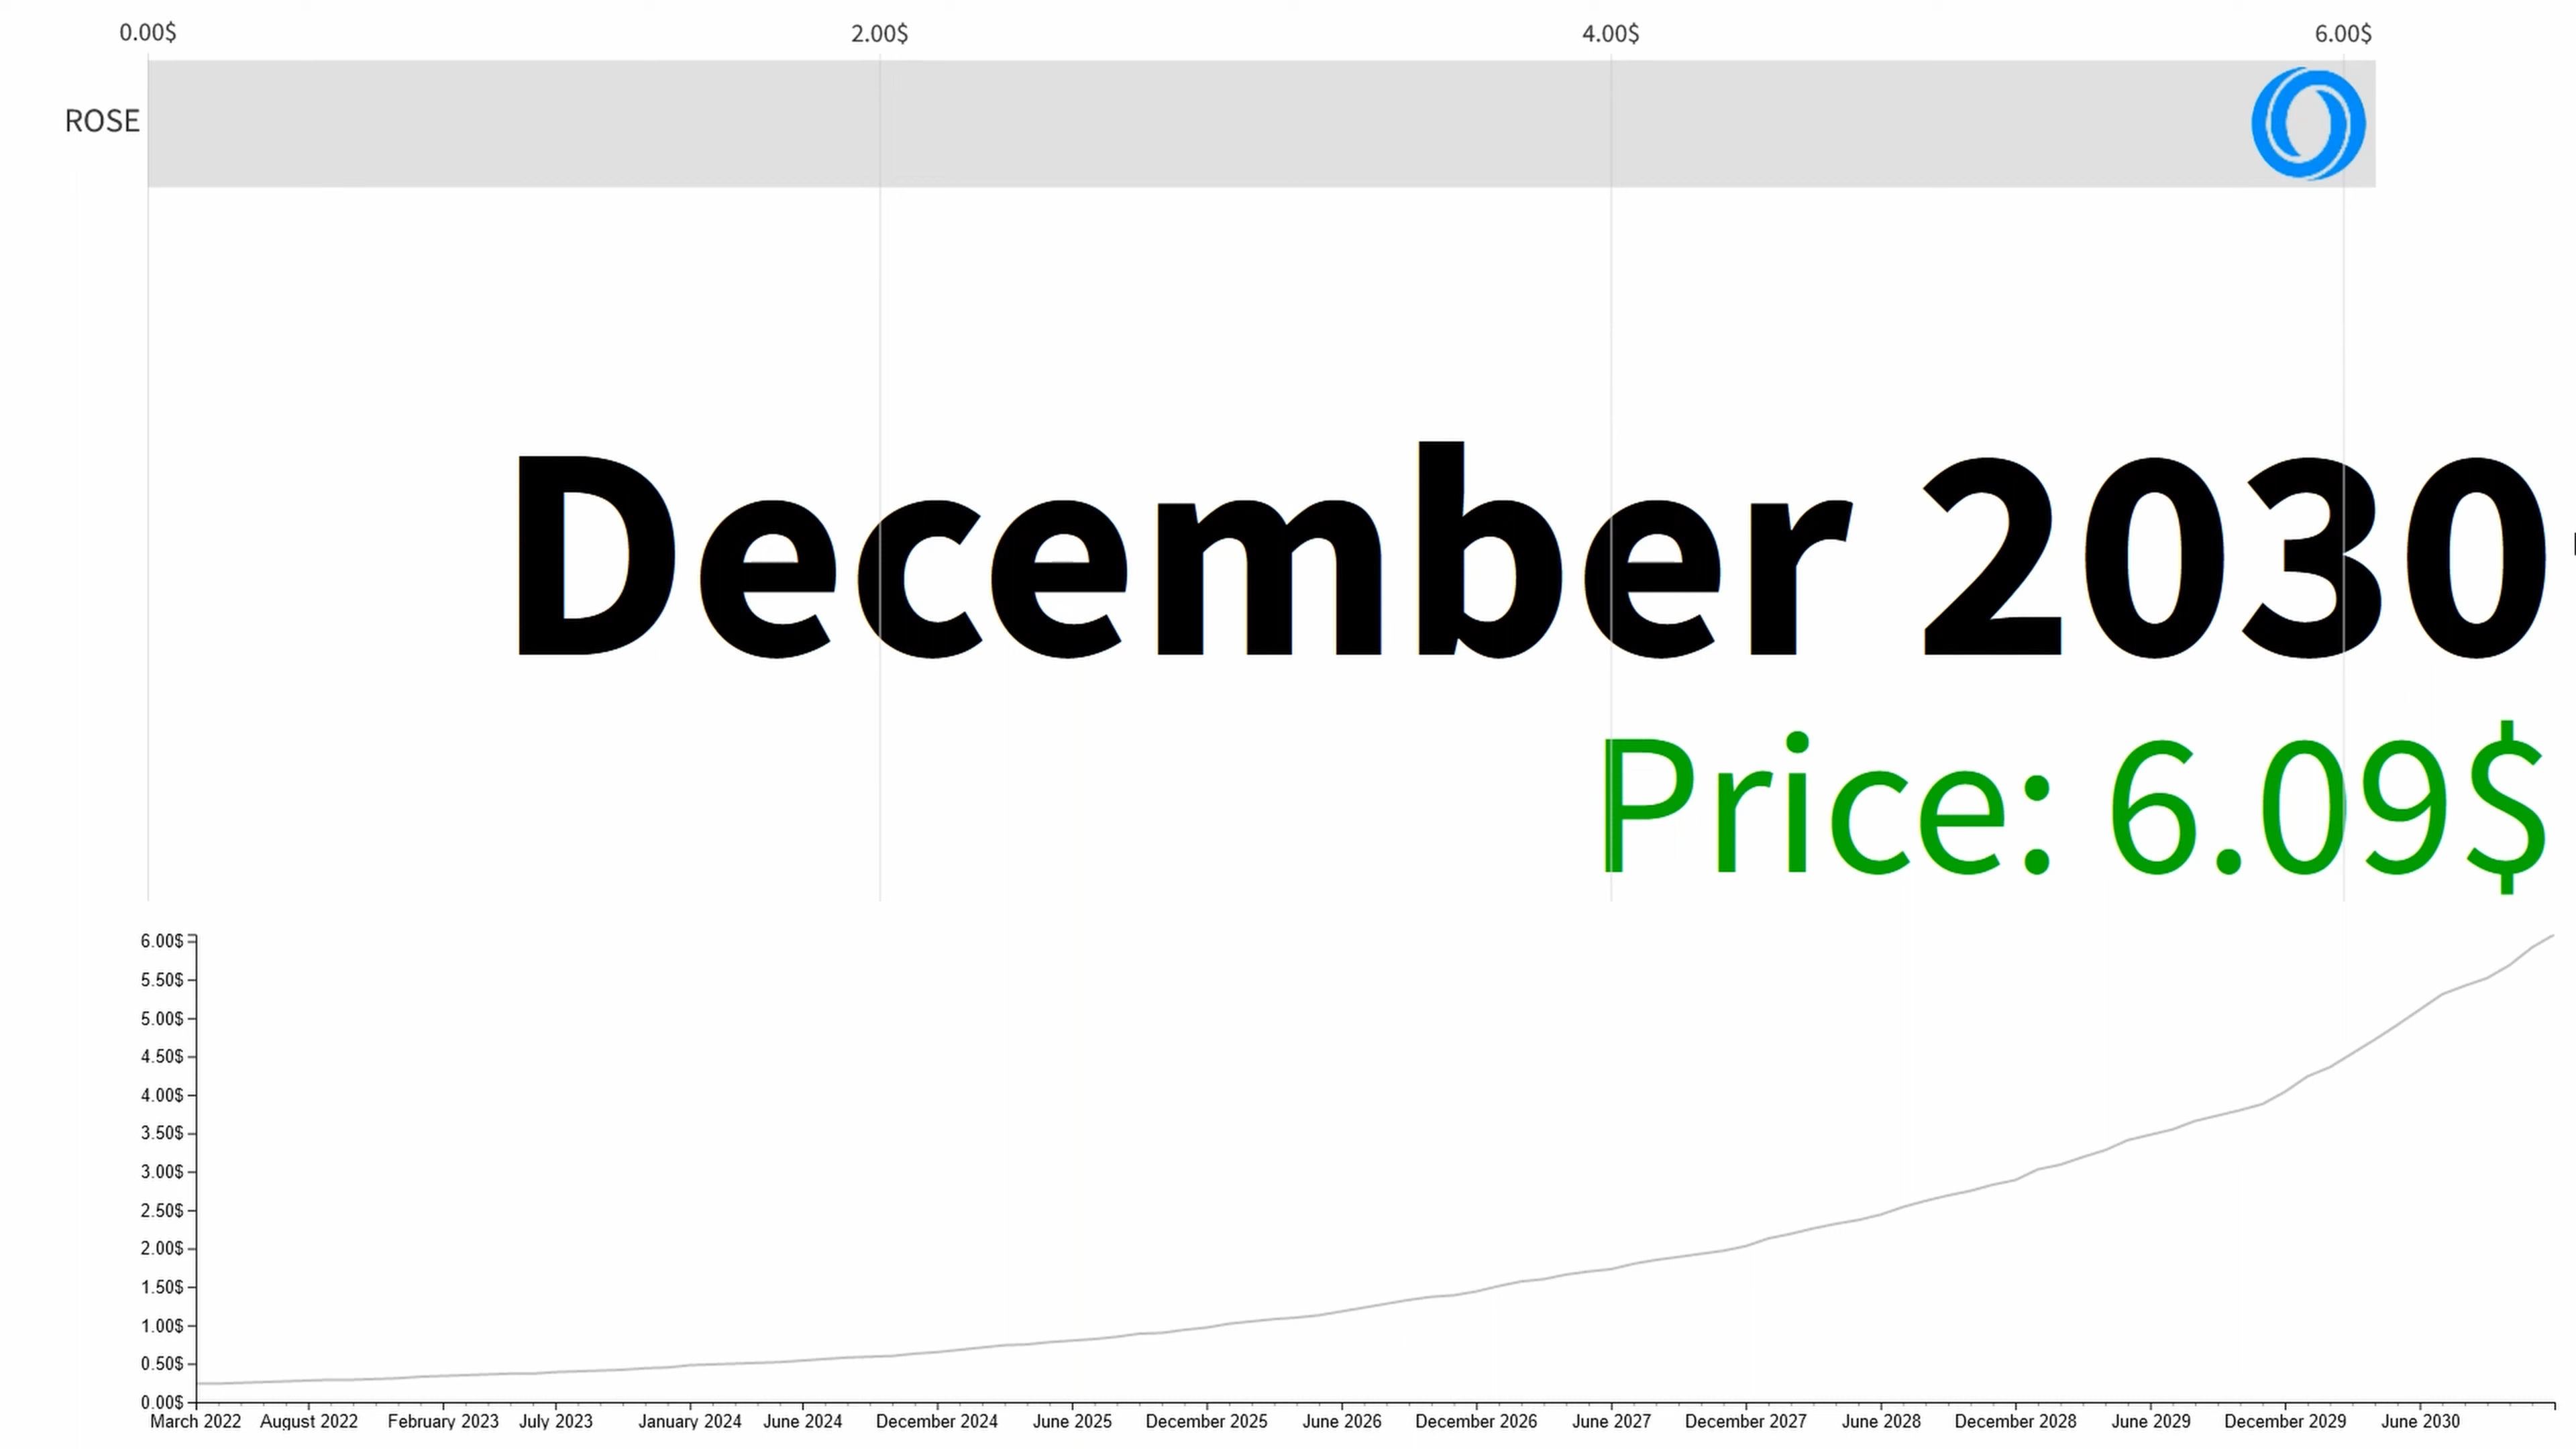 0.00$ 2.00$ 4.00$ 6.00$
ROSE
December 2030
Price: 6.09$
6.00$
5.50$
5.00$
4.50$
4.00$
3.50$
3.00$
2.50$
2.00$
1.50$
1.00$
0.50$
0.00$
March 2022 August 2022 February 2023 July 2023 January 2024 June 2024 December 2024 June 2025 December 2025 June 2026 December 2026 June 2027 December 2027 June 2028 December 2028 June 2029 December 2029 June 2030